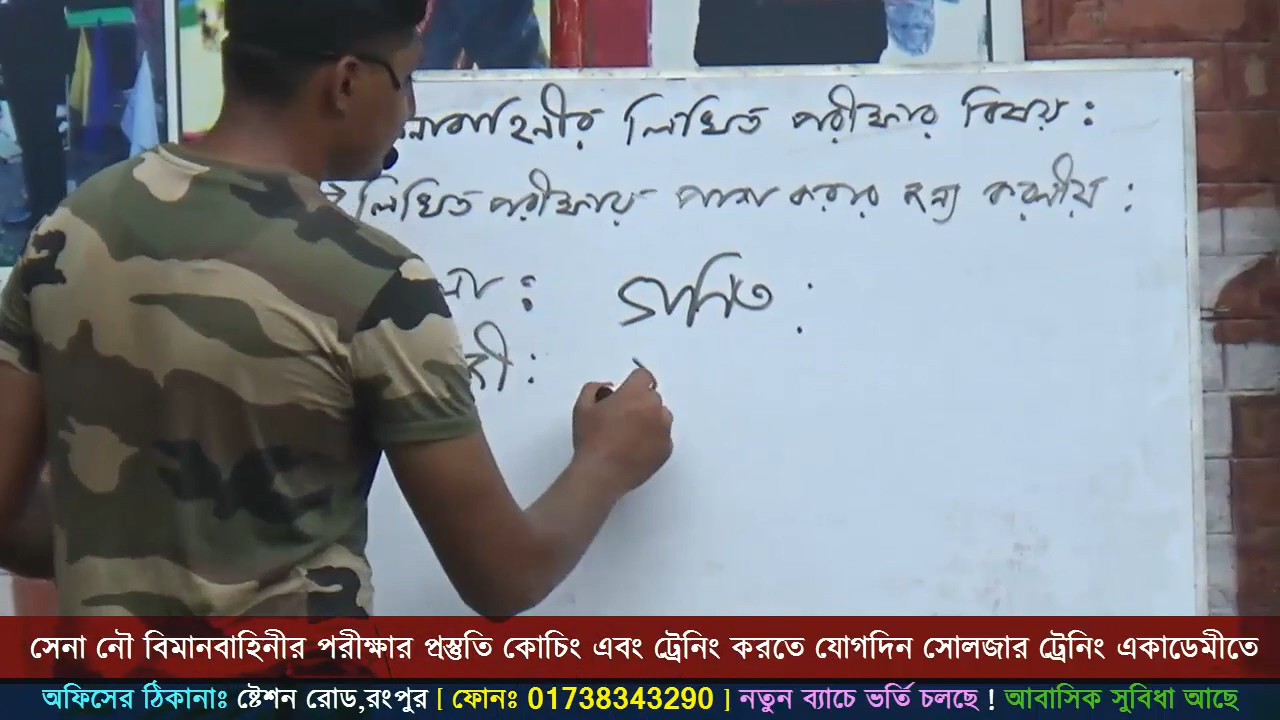 সেনাবাহিনীর লিখিত পরীক্ষার বিষয় :
→ লিখিত পরীক্ষায় পাস করার জন্য করণীয় :
গণিত :
সেনা নৌ বিমানবাহিনীর পরীক্ষার প্রস্তুতি কোচিং এবং ট্রেনিং করতে যোগদিন সোলজার ট্রেনিং একাডেমীতে
অফিসের ঠিকানাঃ ষ্টেশন রোড,রংপুর [ ফোনঃ 01738343290 ] নতুন ব্যাচে ভর্তি চলছে ! আবাসিক সুবিধা আছে